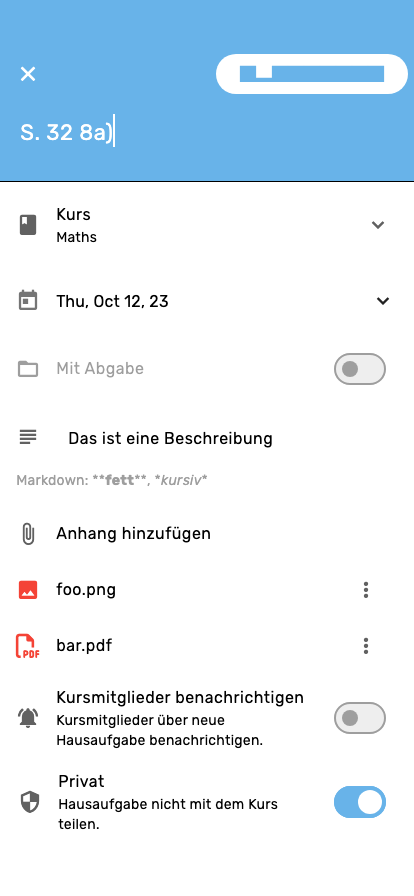 S. 32 8a)
Kurs
Maths
Thu, Oct 12, 23
Mit Abgabe
Das ist eine Beschreibung
Markdown: **fett**, *kursiv*
Anhang hinzufügen
foo.png
PDF
bar.pdf
Kursmitglieder benachrichtigen
Kursmitglieder über neue
Hausaufgabe benachrichtigen.
Privat
Hausaufgabe nicht mit dem Kurs
teilen.